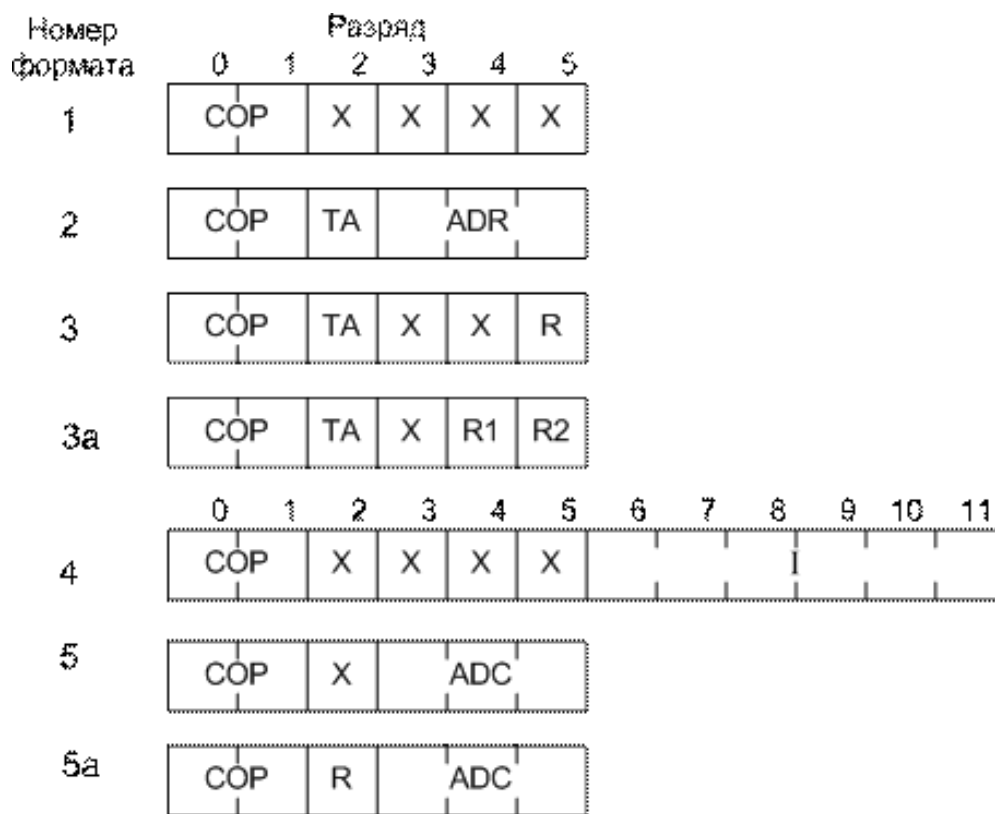 Номер Разряд
формата 0 1 2 3 4 5
1 COP X X X X
2 COP TA ADR
3 COP TA X X R
3а COP TA X R1 R2
0 1 2 3 4 5 6 7 8 9 10 11
4 COP X X X X I
5 COP X ADC
5а COP R ADC